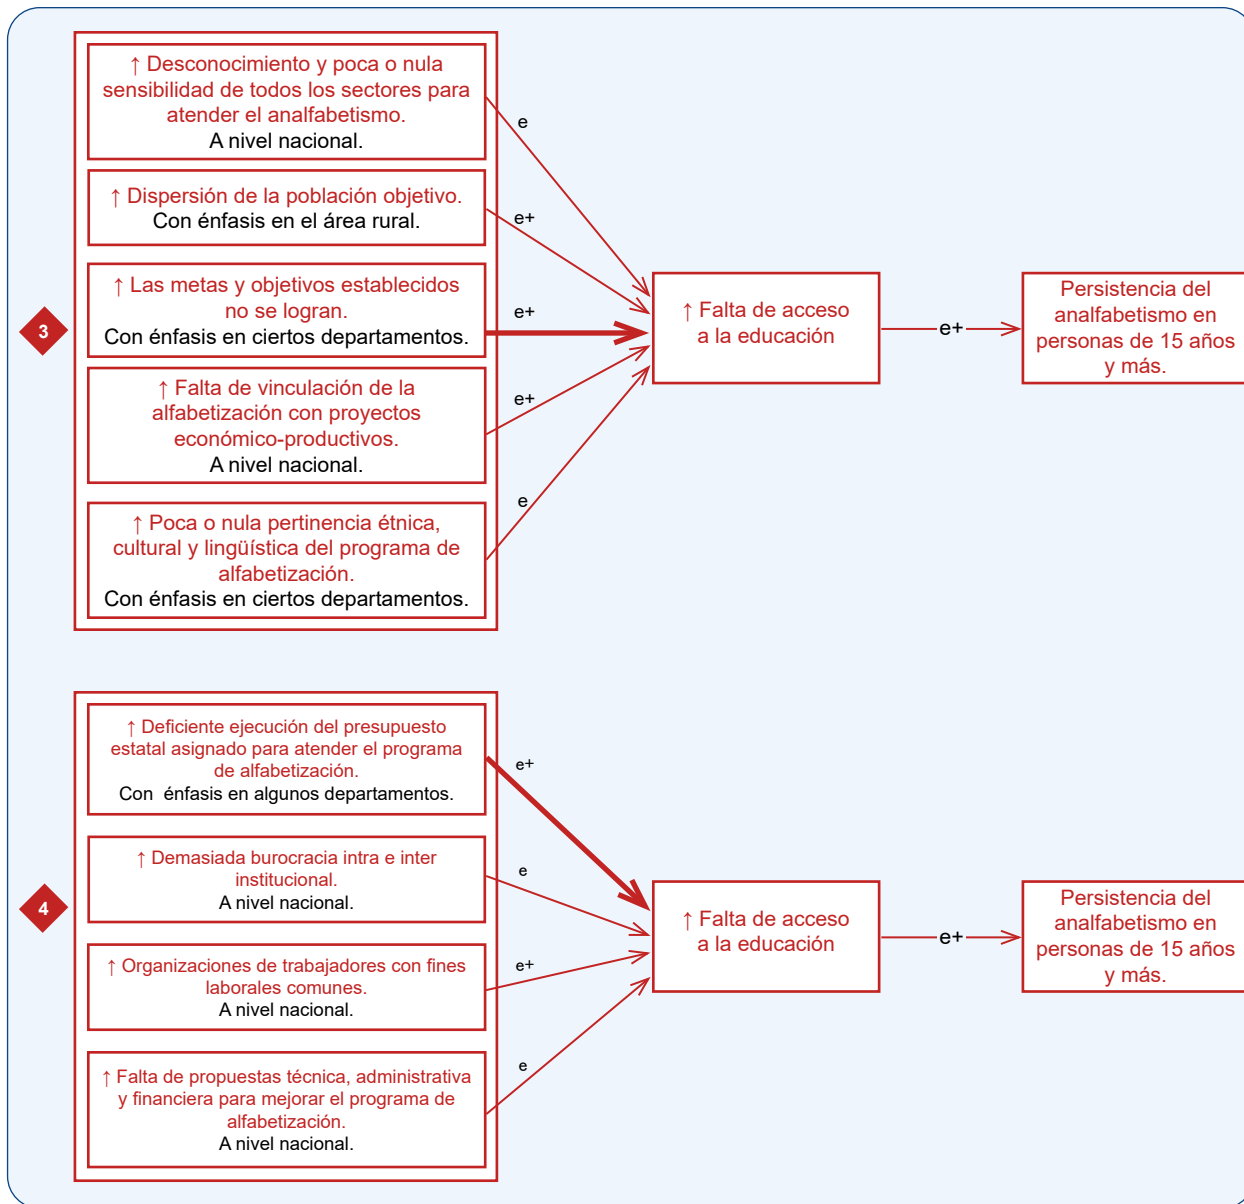 ↑ Desconocimiento y poca o nula
sensibilidad de todos los sectores para
atender el analfabetismo.
A nivel nacional.
e
↑ Dispersión de la población objetivo.
Con énfasis en el área rural.
e+
3
↑ Las metas y objetivos establecidos
no se logran.
Con énfasis en ciertos departamentos.
e+
↑ Falta de vinculación de la
alfabetización con proyectos
económico-productivos.
A nivel nacional.
e+
↑ Poca o nula pertinencia étnica,
cultural y lingüística del programa de
alfabetización.
Con énfasis en ciertos departamentos.
e
↑ Falta de acceso
a la educación
e+
Persistencia del
analfabetismo en
personas de 15 años
y más.
4
↑ Deficiente ejecución del presupuesto
estatal asignado para atender el programa
de alfabetización.
Con énfasis en algunos departamentos.
e+
↑ Demasiada burocracia intra e inter
institucional.
A nivel nacional.
e
↑ Organizaciones de trabajadores con fines
laborales comunes.
A nivel nacional.
e+
↑ Falta de propuestas técnica, administrativa
y financiera para mejorar el programa de
alfabetización.
A nivel nacional.
e
↑ Falta de acceso
a la educación
e+
Persistencia del
analfabetismo en
personas de 15 años
y más.